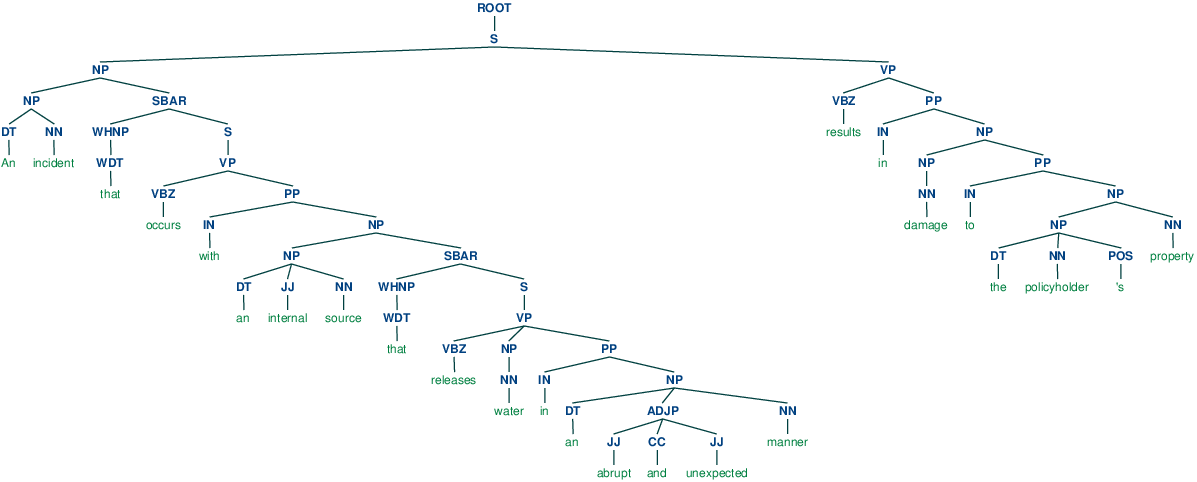 ROOT
S
NP VP
NP SBAR VBZ PP
DT NN WHNP S results IN NP
An incident WDT VP in NP PP
that VBZ PP NN IN NP
occurs IN NP damage to NP NN
with NP SBAR DT NN POS property
DT JJ NN WHNP S the policyholder 's
an internal source WDT VP
that VBZ NP PP
releases NN IN NP
water in DT ADJP NN
an JJ CC JJ manner
abrupt and unexpected